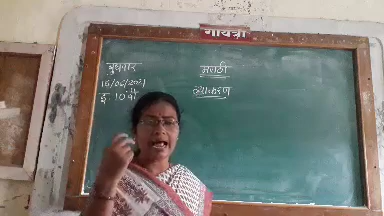 गायत्री
बुधवार
मराठी
16/06/2021
व्याकरण
इ 10 वी